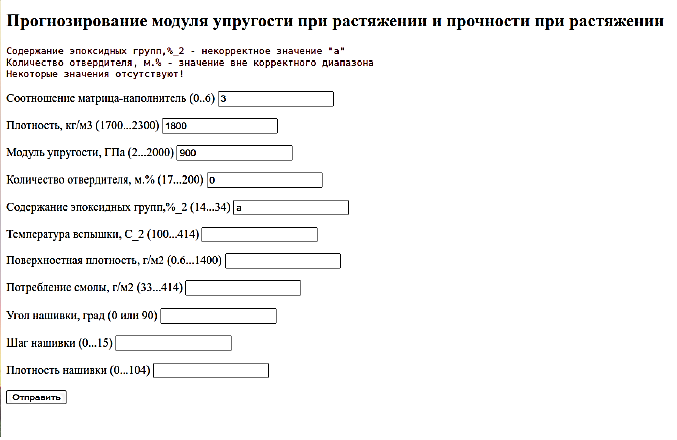 Прогнозирование модуля упругости при растяжении и прочности при растяжении
Содержание эпоксидных групп,%_2 - некорректное значение "a"
Количество отвердителя, м.% - значение вне корректного диапазона
Некоторые значения отсутствуют!
Соотношение матрица-наполнитель (0..6) 3
Плотность, кг/м3 (1700...2300) 1800
Модуль упругости, ГПа (2...2000) 900
Количество отвердителя, м.% (17...200) 0
Содержание эпоксидных групп,%_2 (14...34) a
Температура вспышки, С_2 (100...414)
Поверхностная плотность, г/м2 (0.6...1400)
Потребление смолы, г/м2 (33...414)
Угол нашивки, град (0 или 90)
Шаг нашивки (0...15)
Плотность нашивки (0...104)
Отправить